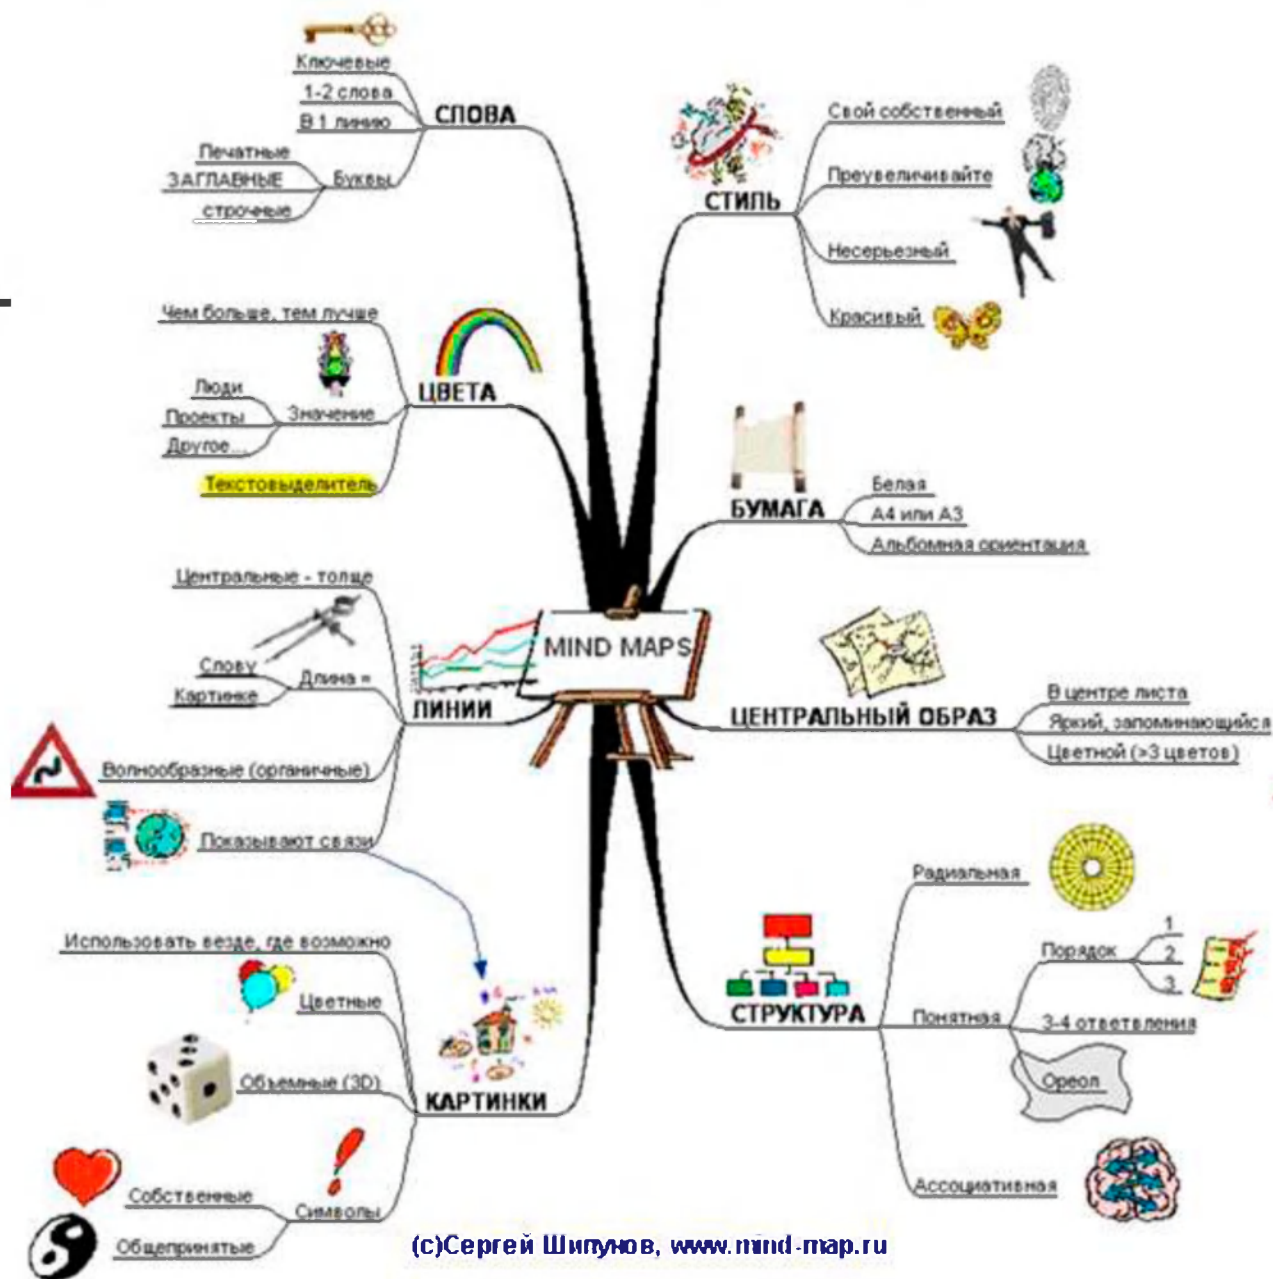 Ключевые
1-2 слова
В 1 линию
СЛОВА
Печатные
ЗАГЛАВНЫЕ
строчные
Буквы
СТИЛЬ
Свой собственный
Преувеличивайте
Несерьезный
Красивый
Чем больше, тем лучше
ЦВЕТА
Люди
Проекты
Другое...
Значение
Текстовыделитель
БУМАГА
Белая
А4 или А3
Альбомная ориентация
MIND MAPS
Центральные - толще
Слову
Картинке
Длина =
ЛИНИИ
Волнообразные (органичные)
Показывают связи
ЦЕНТРАЛЬНЫЙ ОБРАЗ
В центре листа
Яркий, запоминающийся
Цветной (>3 цветов)
Использовать везде, где возможно
Цветные
Объемные (3D)
КАРТИНКИ
Собственные
Общепринятые
Символы
СТРУКТУРА
Радиальная
Понятная
Порядок
1
2
3
3-4 ответвления
Ореол
Ассоциативная
(с)Сергей Шипунов, www.mind-map.ru